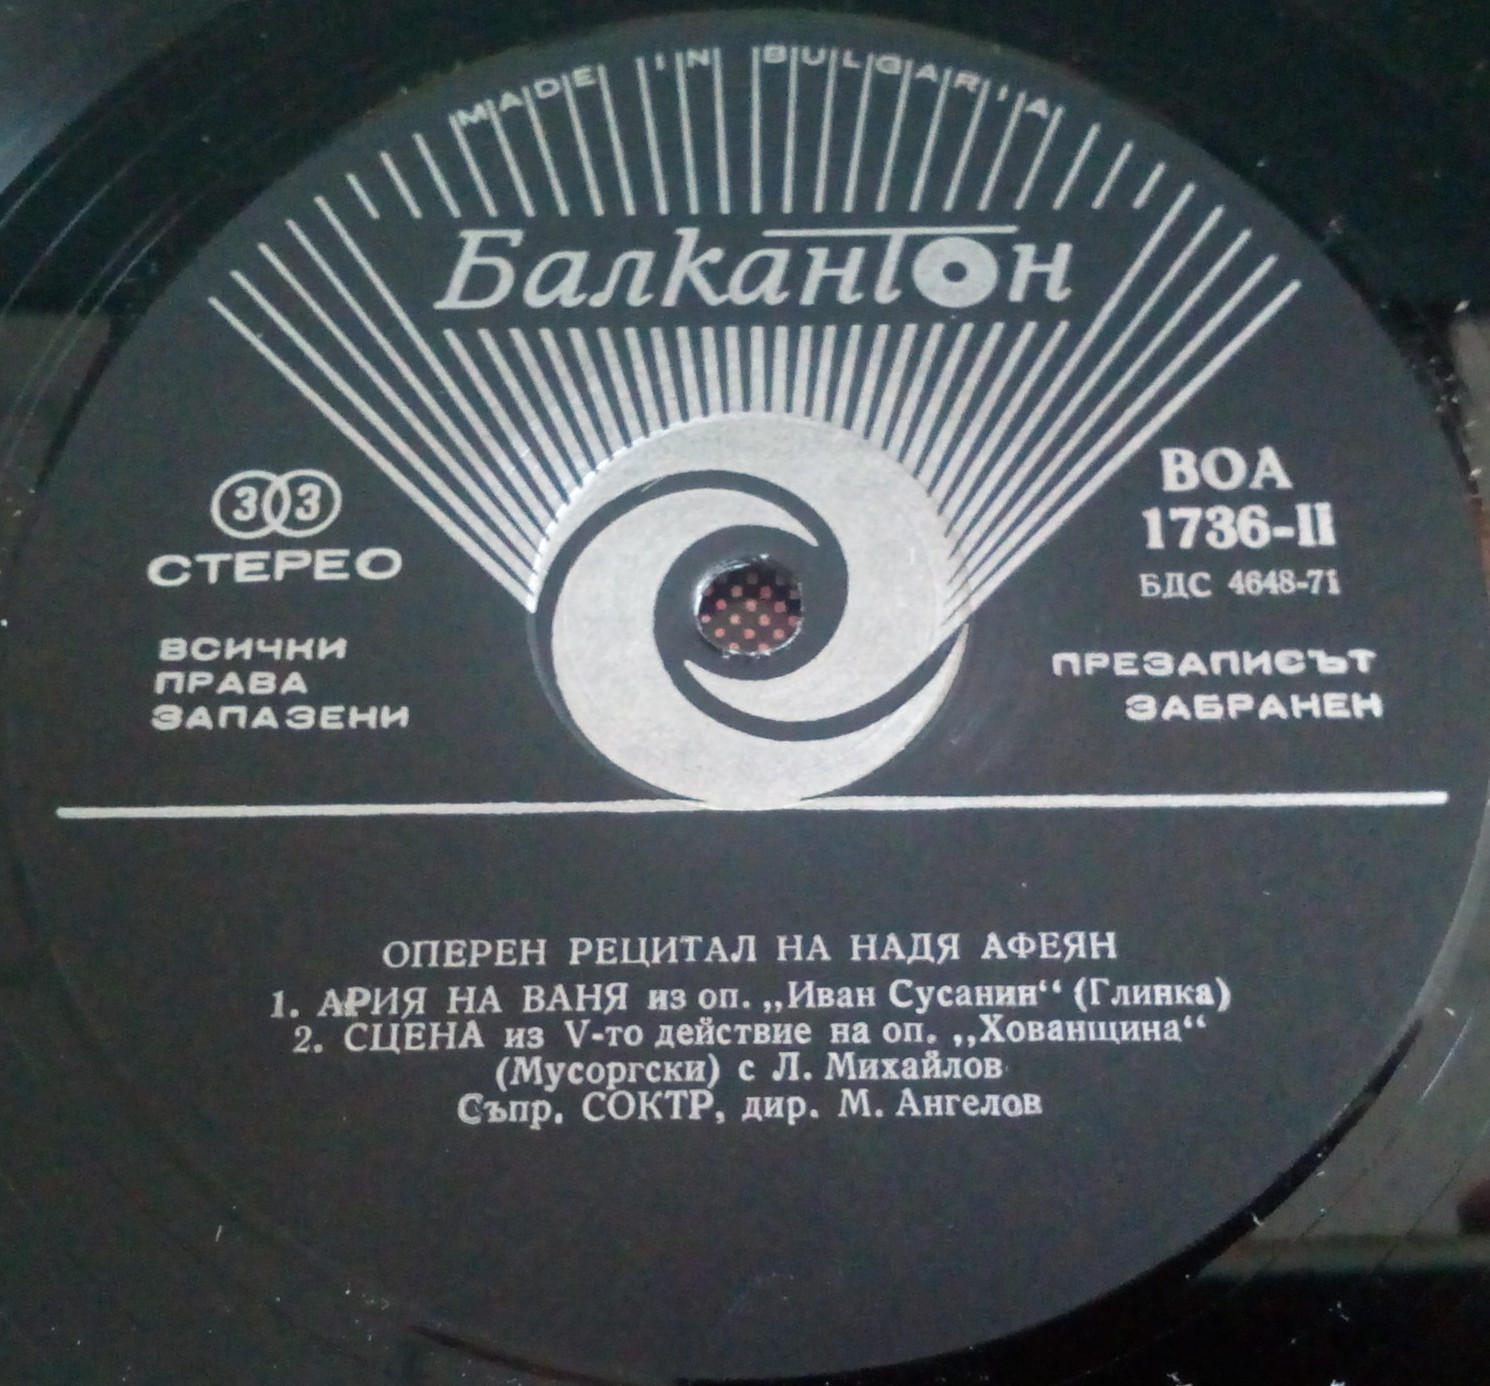 MADE IN BULGARIA
Балкантон
33
СТЕРЕО
ВСИЧКИ
ПРАВА
ЗАПАЗЕНИ
ВОА
1736-II
БДС 4648-71
ПРЕЗАПИСЪТ
ЗАБРАНЕН
ОПЕРЕН РЕЦИТАЛ НА НАДЯ АФЕЯН
1. АРИЯ НА ВАНЯ из оп. „Иван Сусанин“ (Глинка)
2. СЦЕНА из V-то действие на оп. „Хованщина“
(Мусоргски) с Л. Михайлов
Съпр. СОКТР, дир. М. Ангелов